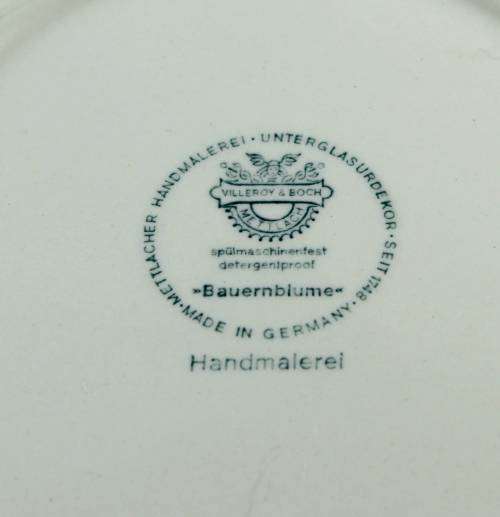 METTLACHER HANDMALEREI · UNTERGLASURDEKOR · SEIT 1748 · MADE IN GERMANY ·
VILLEROY & BOCH
METTLACH
spülmaschinenfest
detergentproof
»Bauernblume«
Handmalerei